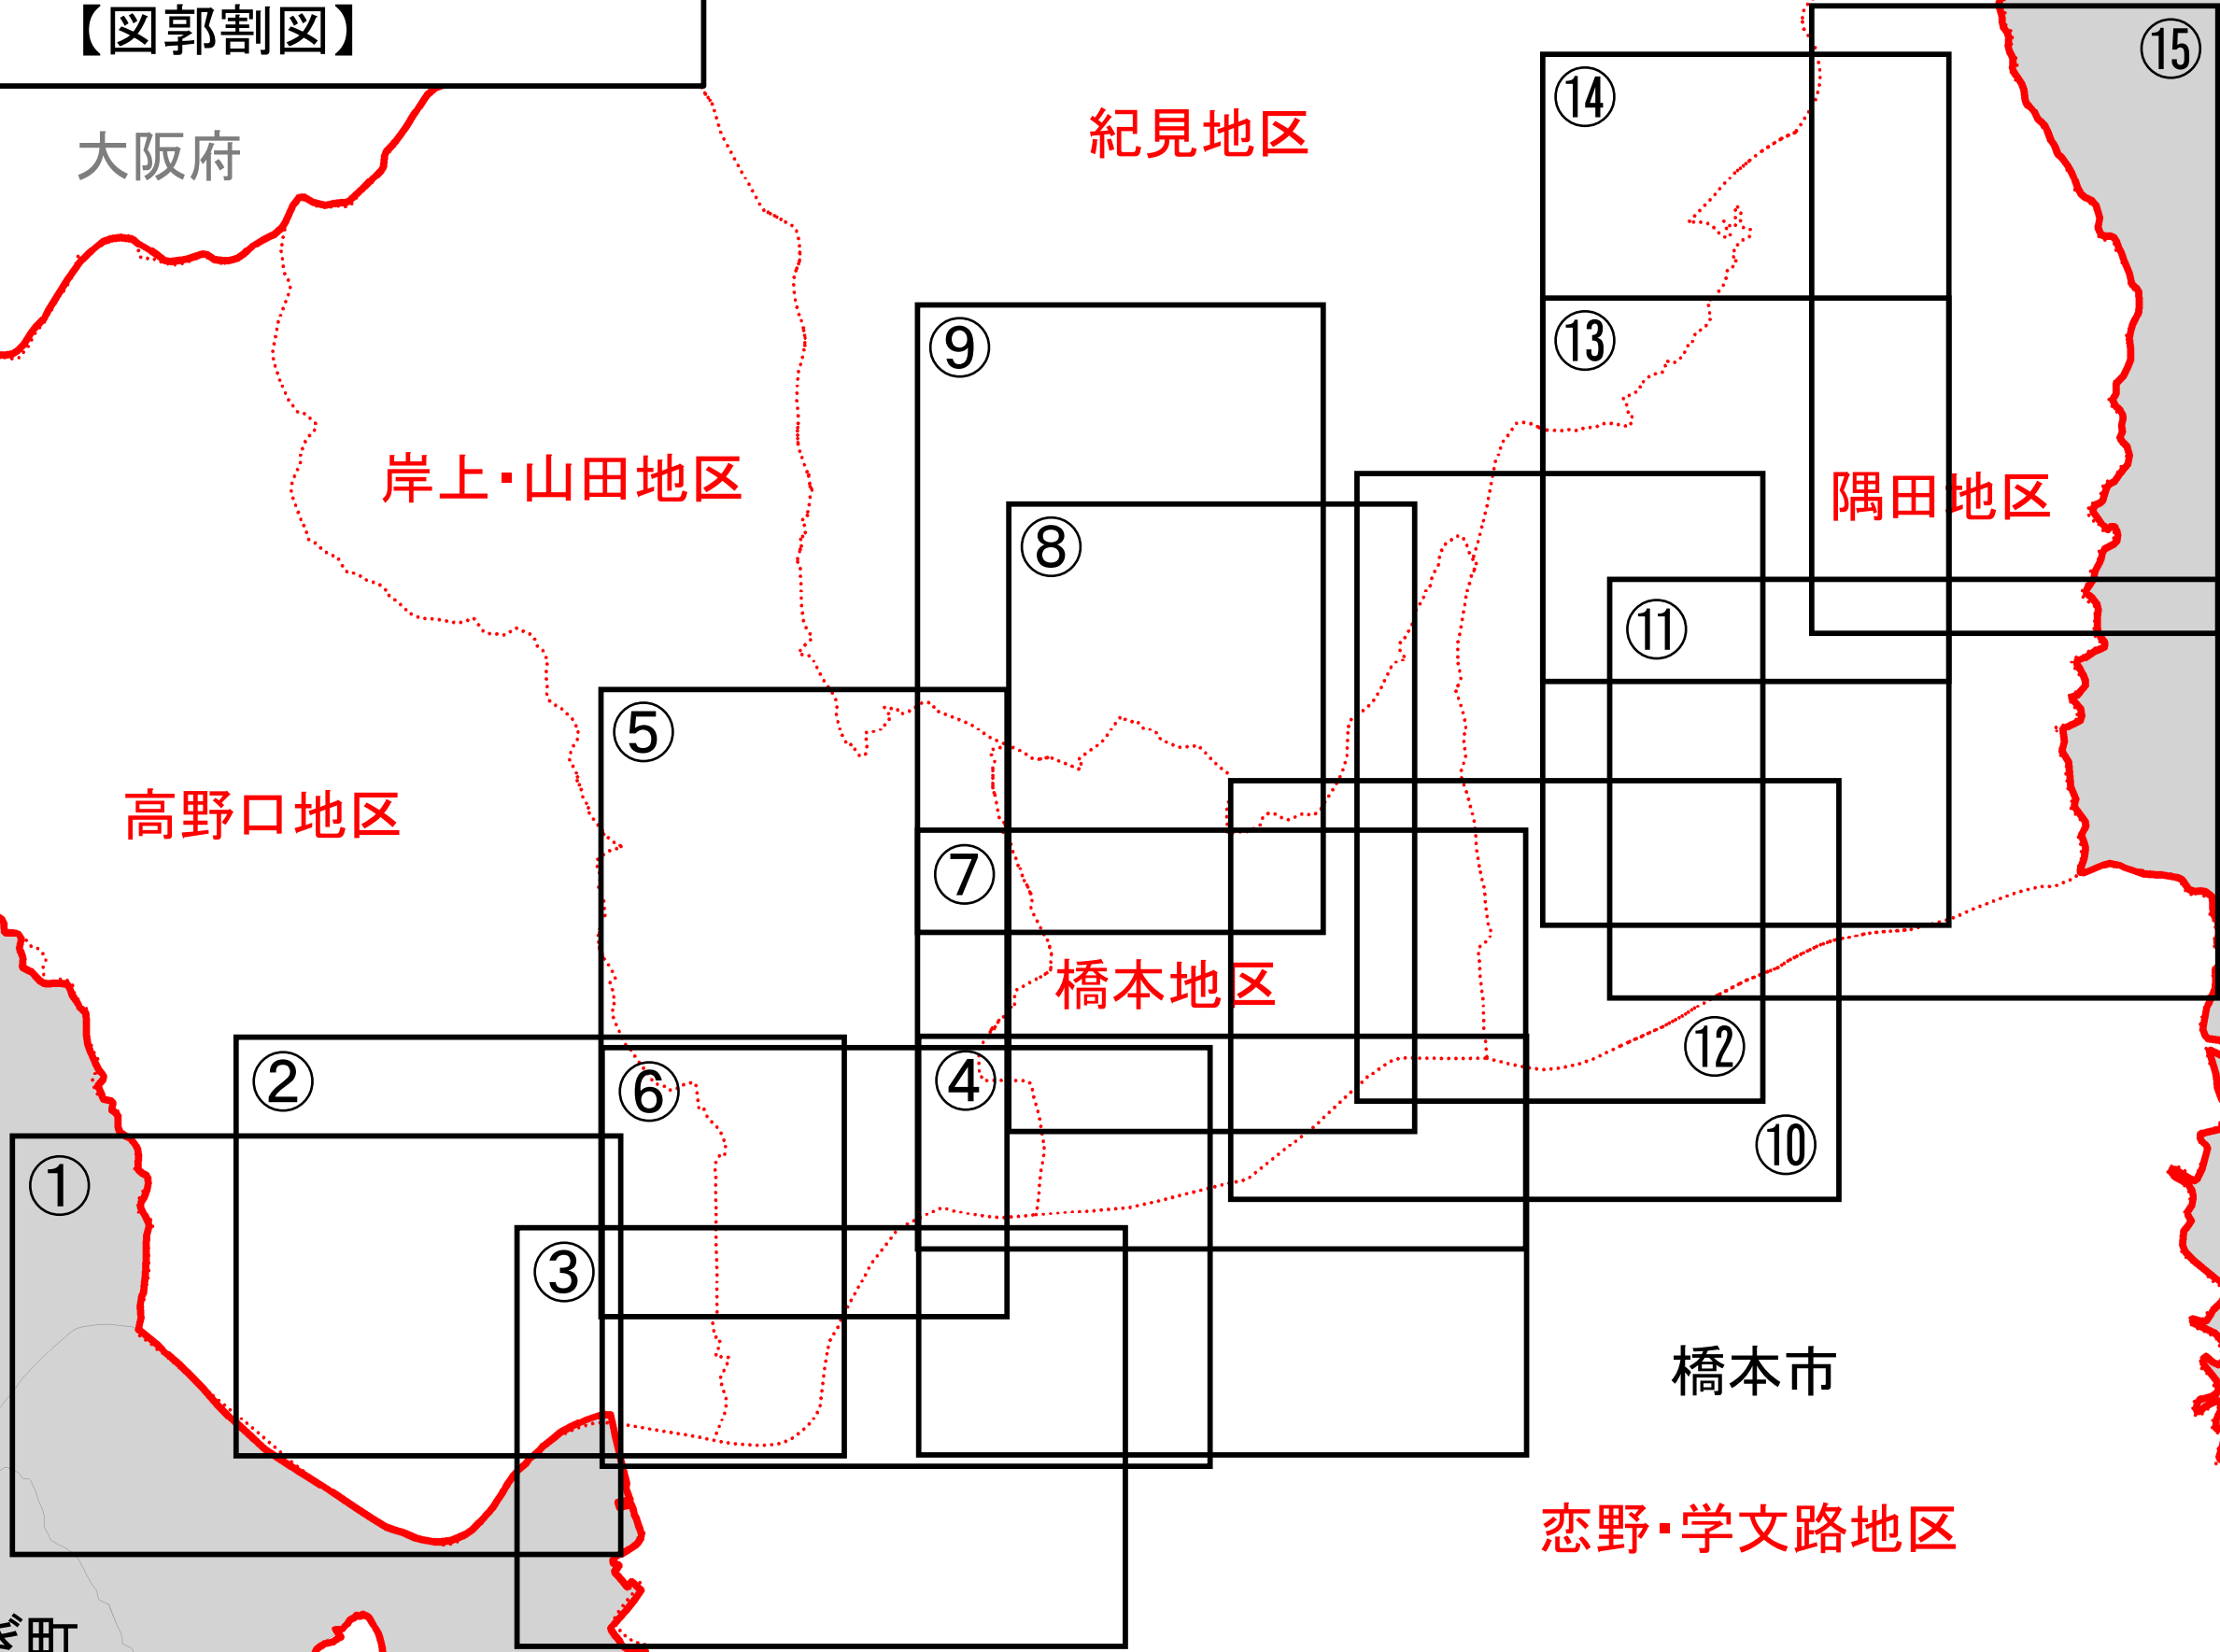 【図郭割図】
大阪府
紀見地区
⑮
⑭
⑨
⑬
岸上・山田地区
隅田地区
⑧
⑪
⑤
高野口地区
⑦
橋本地区
⑫
②
⑥
④
⑩
①
③
橋本市
恋野・学文路地区
町